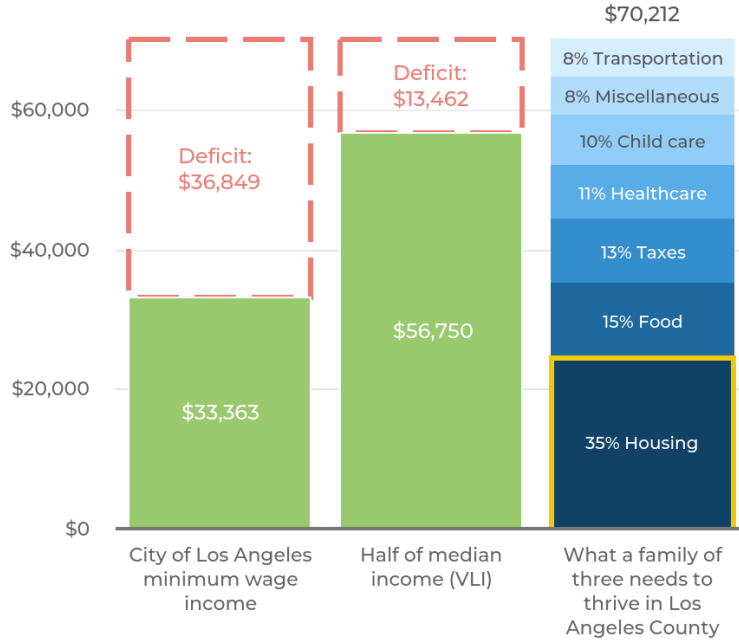 $70,212
8% Transportation
8% Miscellaneous
10% Child care
11% Healthcare
13% Taxes
15% Food
35% Housing
Deficit:
$13,462
Deficit:
$36,849
$56,750
$33,363
$60,000
$40,000
$20,000
$0
City of Los Angeles
minimum wage
income
Half of median
income (VLI)
What a family of
three needs to
thrive in Los
Angeles County